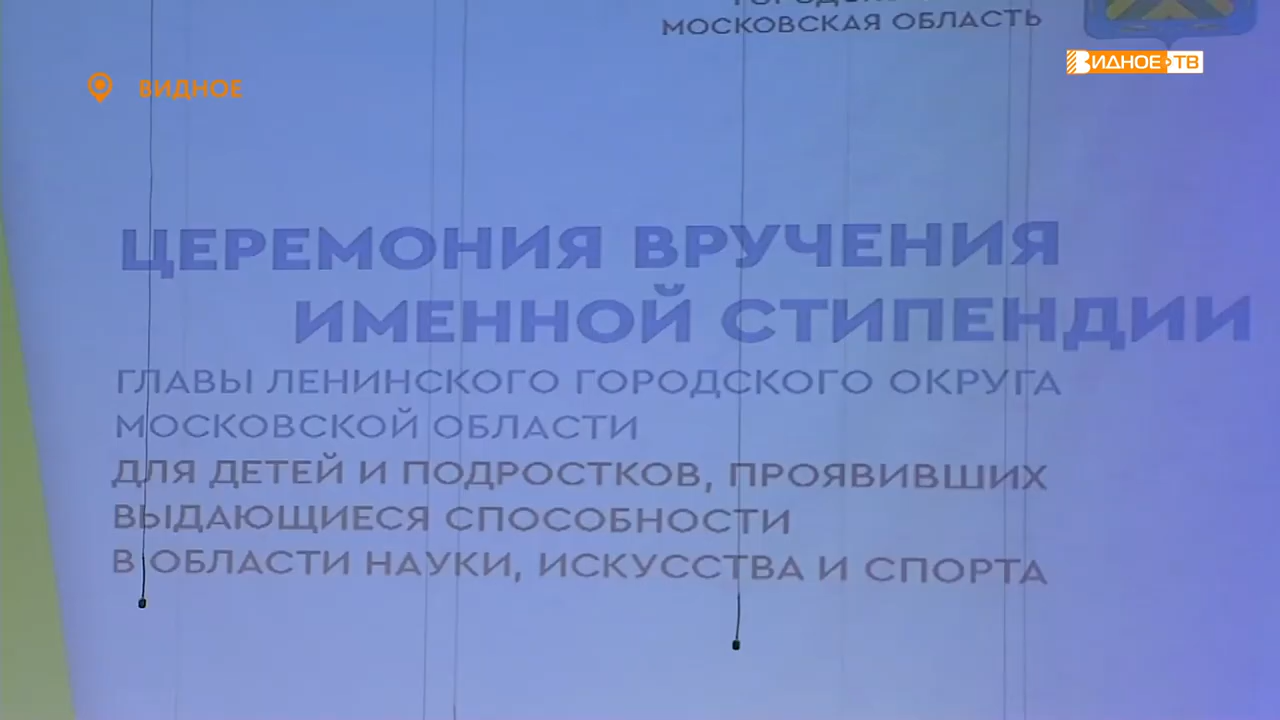 МОСКОВСКАЯ ОБЛАСТЬ
ВИДНОЕ ТВ
ВИДНОЕ
ЦЕРЕМОНИЯ ВРУЧЕНИЯ
ИМЕННОЙ СТИПЕНДИИ
ГЛАВЫ ЛЕНИНСКОГО ГОРОДСКОГО ОКРУГА
МОСКОВСКОЙ ОБЛАСТИ
ДЛЯ ДЕТЕЙ И ПОДРОСТКОВ, ПРОЯВИВШИХ
ВЫДАЮЩИЕСЯ СПОСОБНОСТИ
В ОБЛАСТИ НАУКИ, ИСКУССТВА И СПОРТА